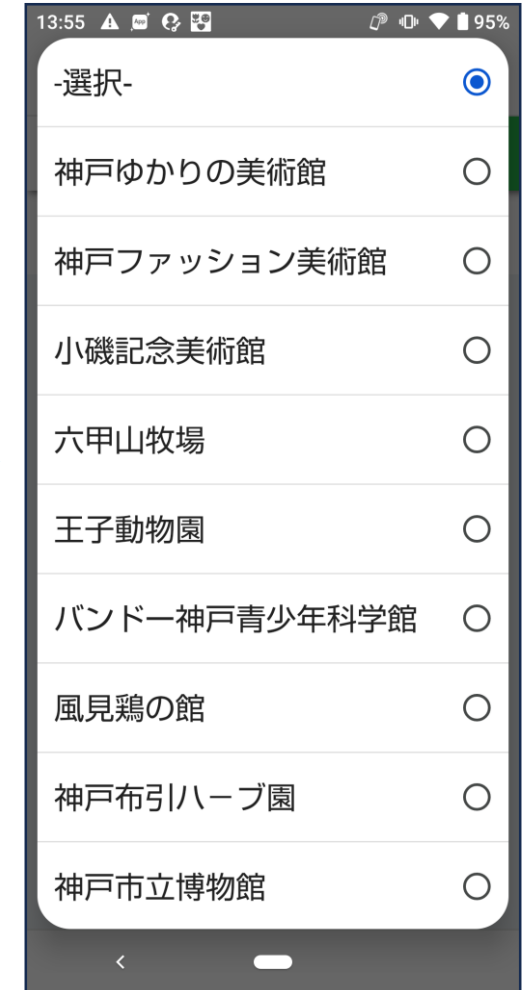 13:55
95%
-選択-
神戸ゆかりの美術館
神戸ファッション美術館
小磯記念美術館
六甲山牧場
王子動物園
バンドー神戸青少年科学館
風見鶏の館
神戸布引ハーブ園
神戸市立博物館